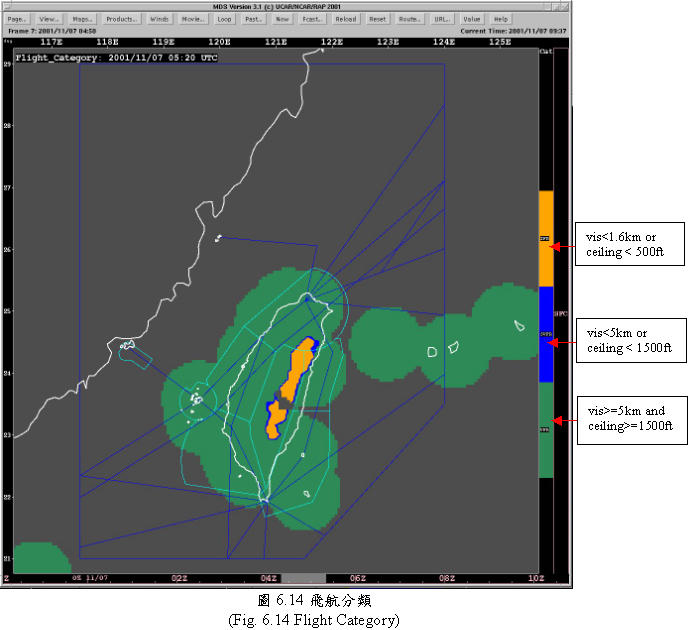 MDS Version 3.1 (c) UCAR/NCAR/RAP 2001
Page.. View... Maps... Products... Winds Movie... Loop Past.. Now Fcast.. Reload Reset Route... URL.. Value Help
Frame 7: 2001/11/07 04:58 Current Time: 2001/11/07 09:37
117E 118E 119E 120E 121E 122E 123E 124E 125E Cat
Flight_Category: 2001/11/07 05:20 UTC
29
28
27
26
25
24
23
22
21
SFC
vis<1.6km or
ceiling < 500ft
vis<5km or
ceiling < 1500ft
vis>=5km and
ceiling>=1500ft
Z 0Z 11/07 02Z 04Z 06Z 08Z 10Z
圖 6.14 飛航分類
(Fig. 6.14 Flight Category)